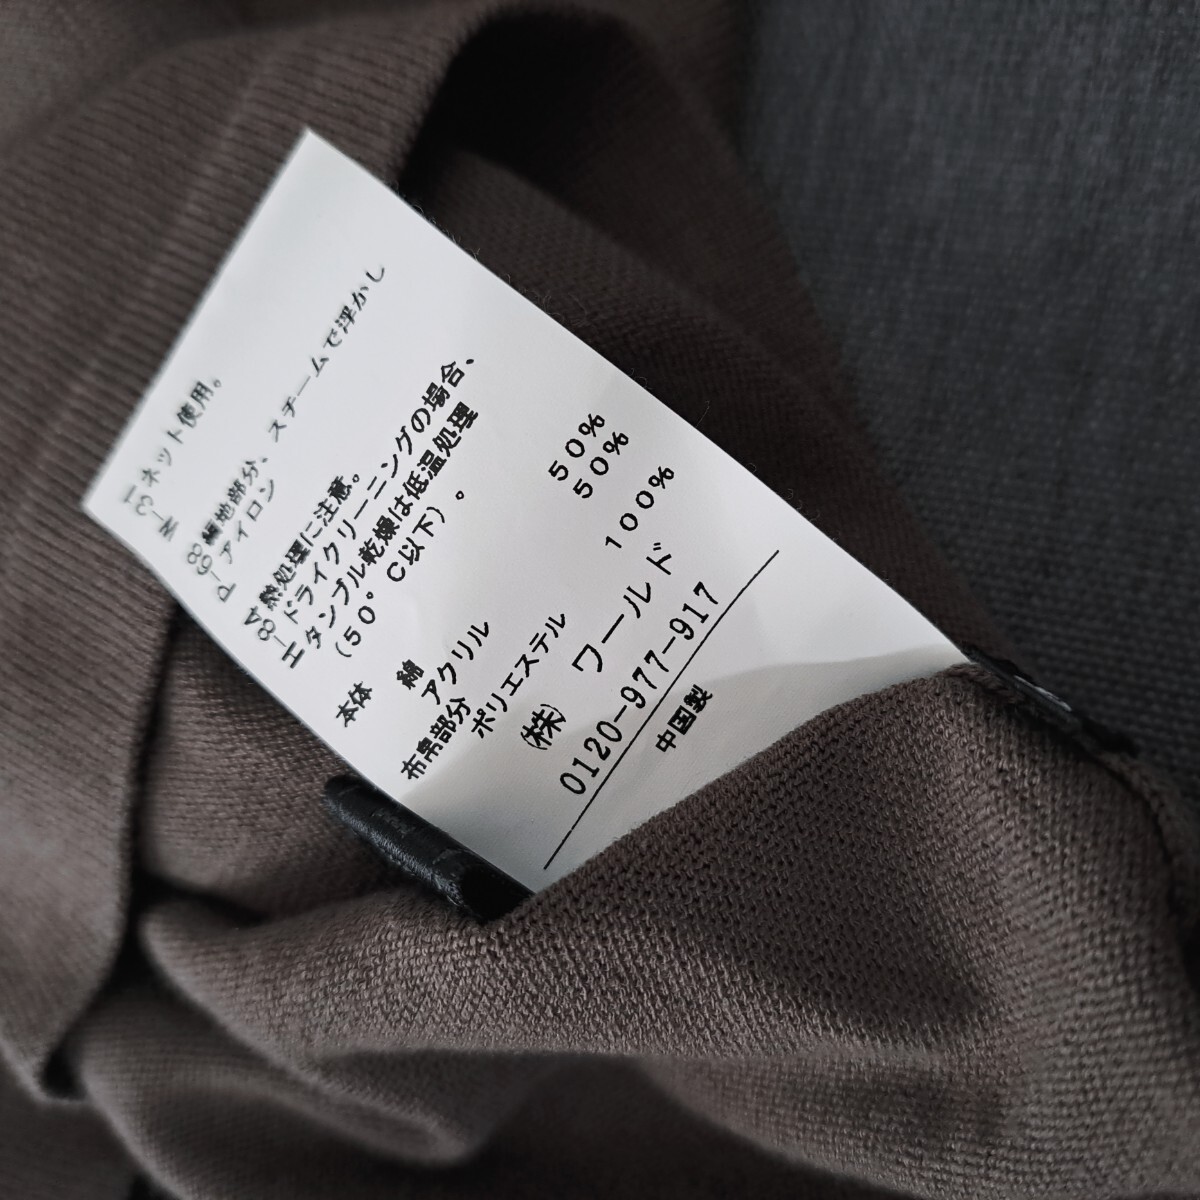 W-31
ネット使用。
P-68
編地部分、スチームで浮かし
アイロン
H-84
熱処理に注意。
ドライクリーニングの場合、
タンブル乾燥は低温処理
(50°C以下)。
本体 綿 50%
アクリル 50%
布帛部分
ポリエステル 100%
(株) ワールド
0120-977-917
中国製